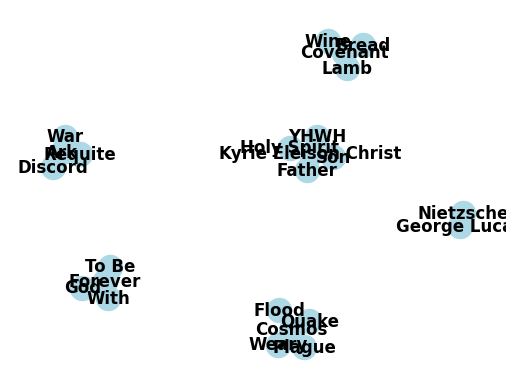 Wine
Bread
Covenant
Lamb
War
Ark
Requite
Discord
YHWH
Holy Spirit
Kyrie Eleison Christ
Son
Father
Nietzsche
George Luca
To Be
Forever
God
With
Flood
Quake
Cosmos
Weary
Plague